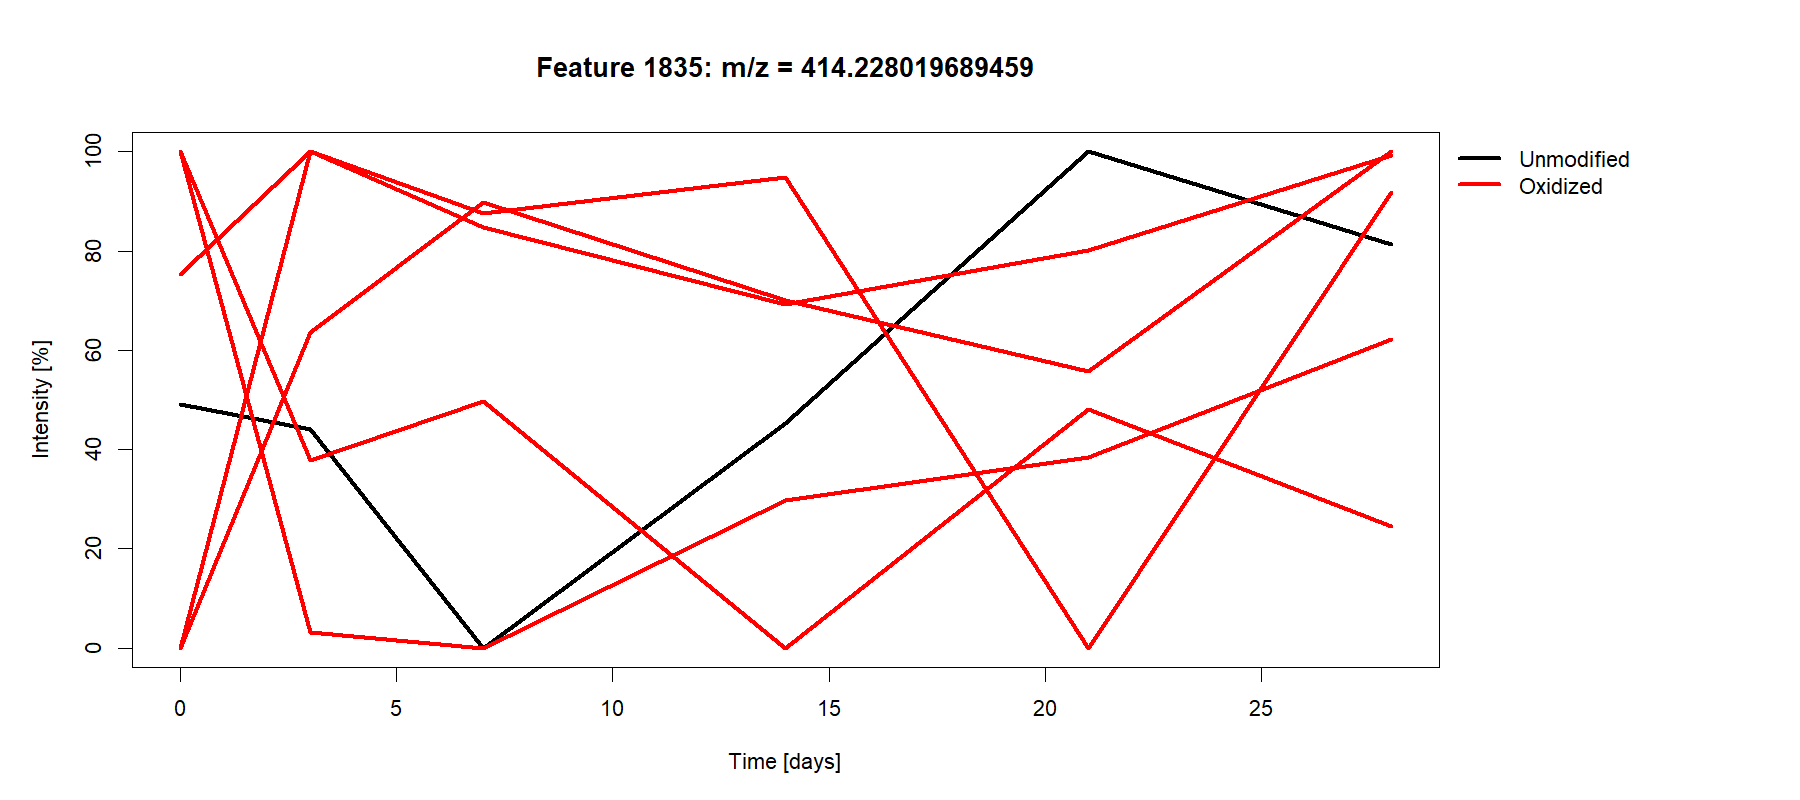 Feature 1835: m/z = 414.228019689459
100
80
60
40
20
0
Intensity [%]
0 5 10 15 20 25
Time [days]
Unmodified
Oxidized